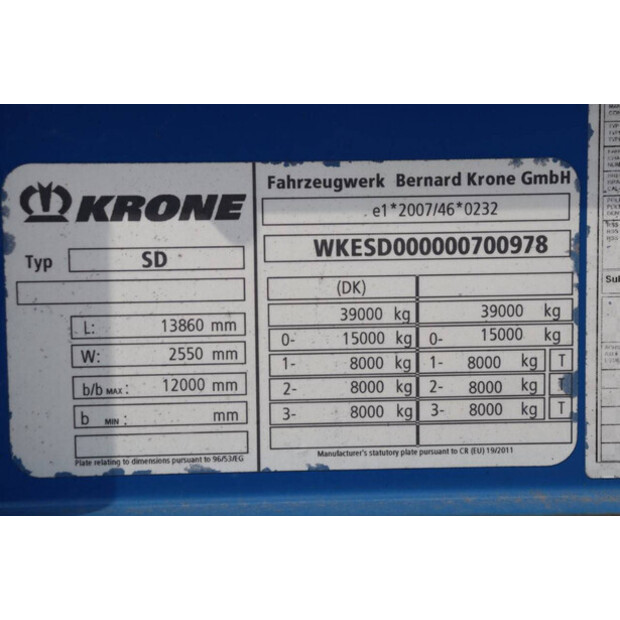 KRONE
Typ SD
L: 13860 mm
W: 2550 mm
b/b MAX: 12000 mm
b MIN: mm
Plate relating to dimensions pursuant to 96/53/EG
Fahrzeugwerk Bernard Krone GmbH
e1*2007/46*0232
WKESD000000700978
(DK)
39000 kg 39000 kg
0- 15000 kg 0- 15000 kg
1- 8000 kg 1- 8000 kg T
2- 8000 kg 2- 8000 kg T
3- 8000 kg 3- 8000 kg T
Manufacturer's statutory plate pursuant to CR (EU) 19/2011